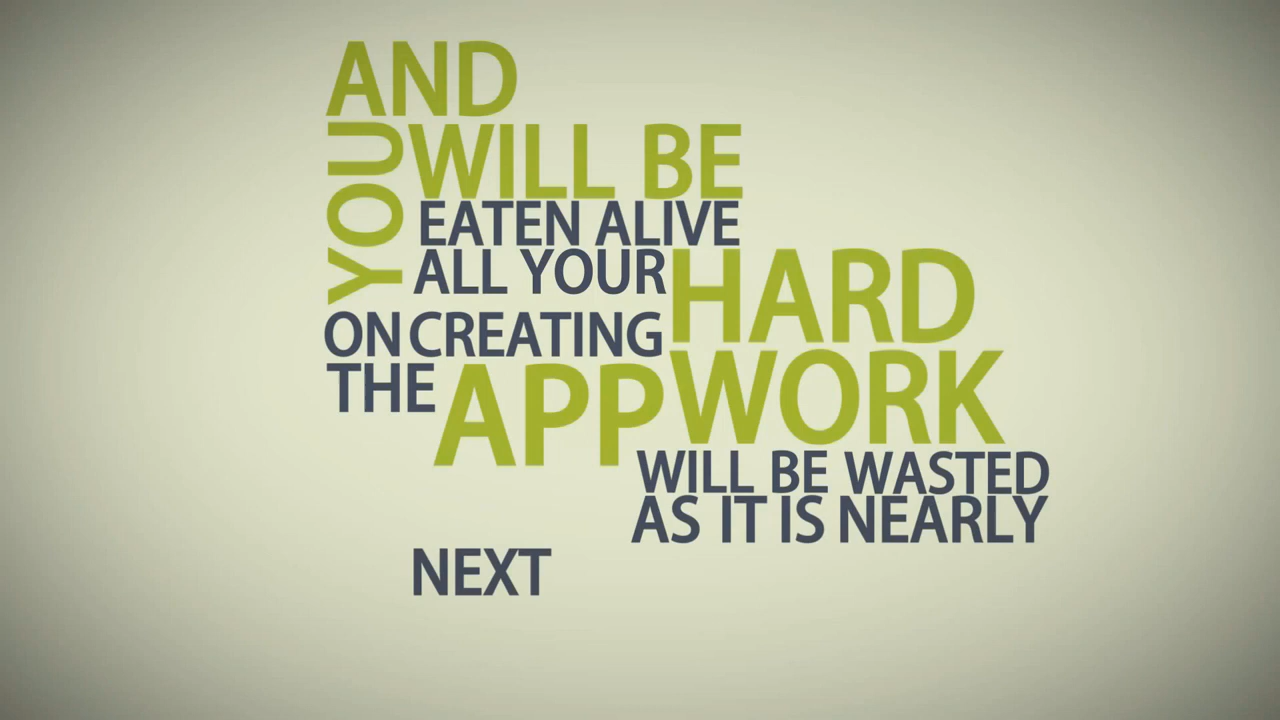 AND
YOU WILL BE
EATEN ALIVE
ALL YOUR HARD
WORK
ON CREATING
THE APP
WILL BE WASTED
AS IT IS NEARLY
NEXT